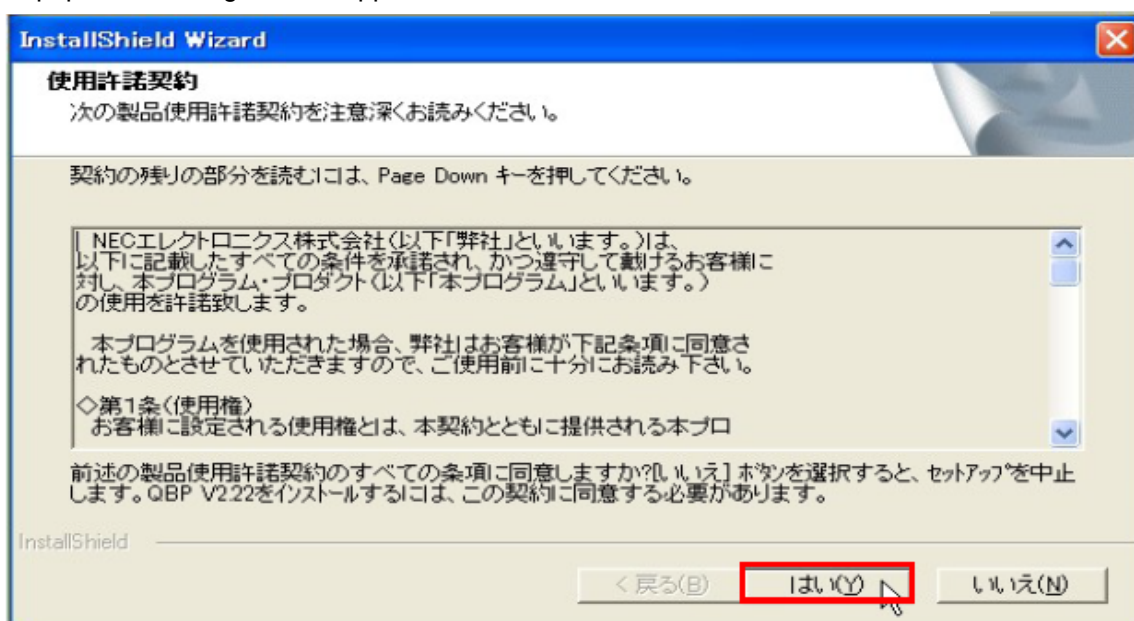 InstallShield Wizard
使用許諾契約
次の製品使用許諾契約を注意深くお読みください。
契約の残りの部分を読むには、Page Down キーを押してください。
NECエレクトロニクス株式会社（以下「弊社」といいます。）は、
以下に記載したすべての条件を承諾され、かつ遵守して戴けるお客様に
対し、本プログラム・プロダクト（以下「本プログラム」といいます。）
の使用を許諾致します。
本プログラムを使用された場合、弊社はお客様が下記条項に同意さ
れたものとさせていただきますので、ご使用前に十分にお読み下さい。
◇第1条（使用権）
お客様に設定される使用権とは、本契約とともに提供される本プロ
前述の製品使用許諾契約のすべての条項に同意しますか?[いいえ] ボタンを選択すると、セットアップを中止
します。QBP V2.22をインストールするには、この契約に同意する必要があります。
InstallShield
< 戻る(B)
はい(Y)
いいえ(N)